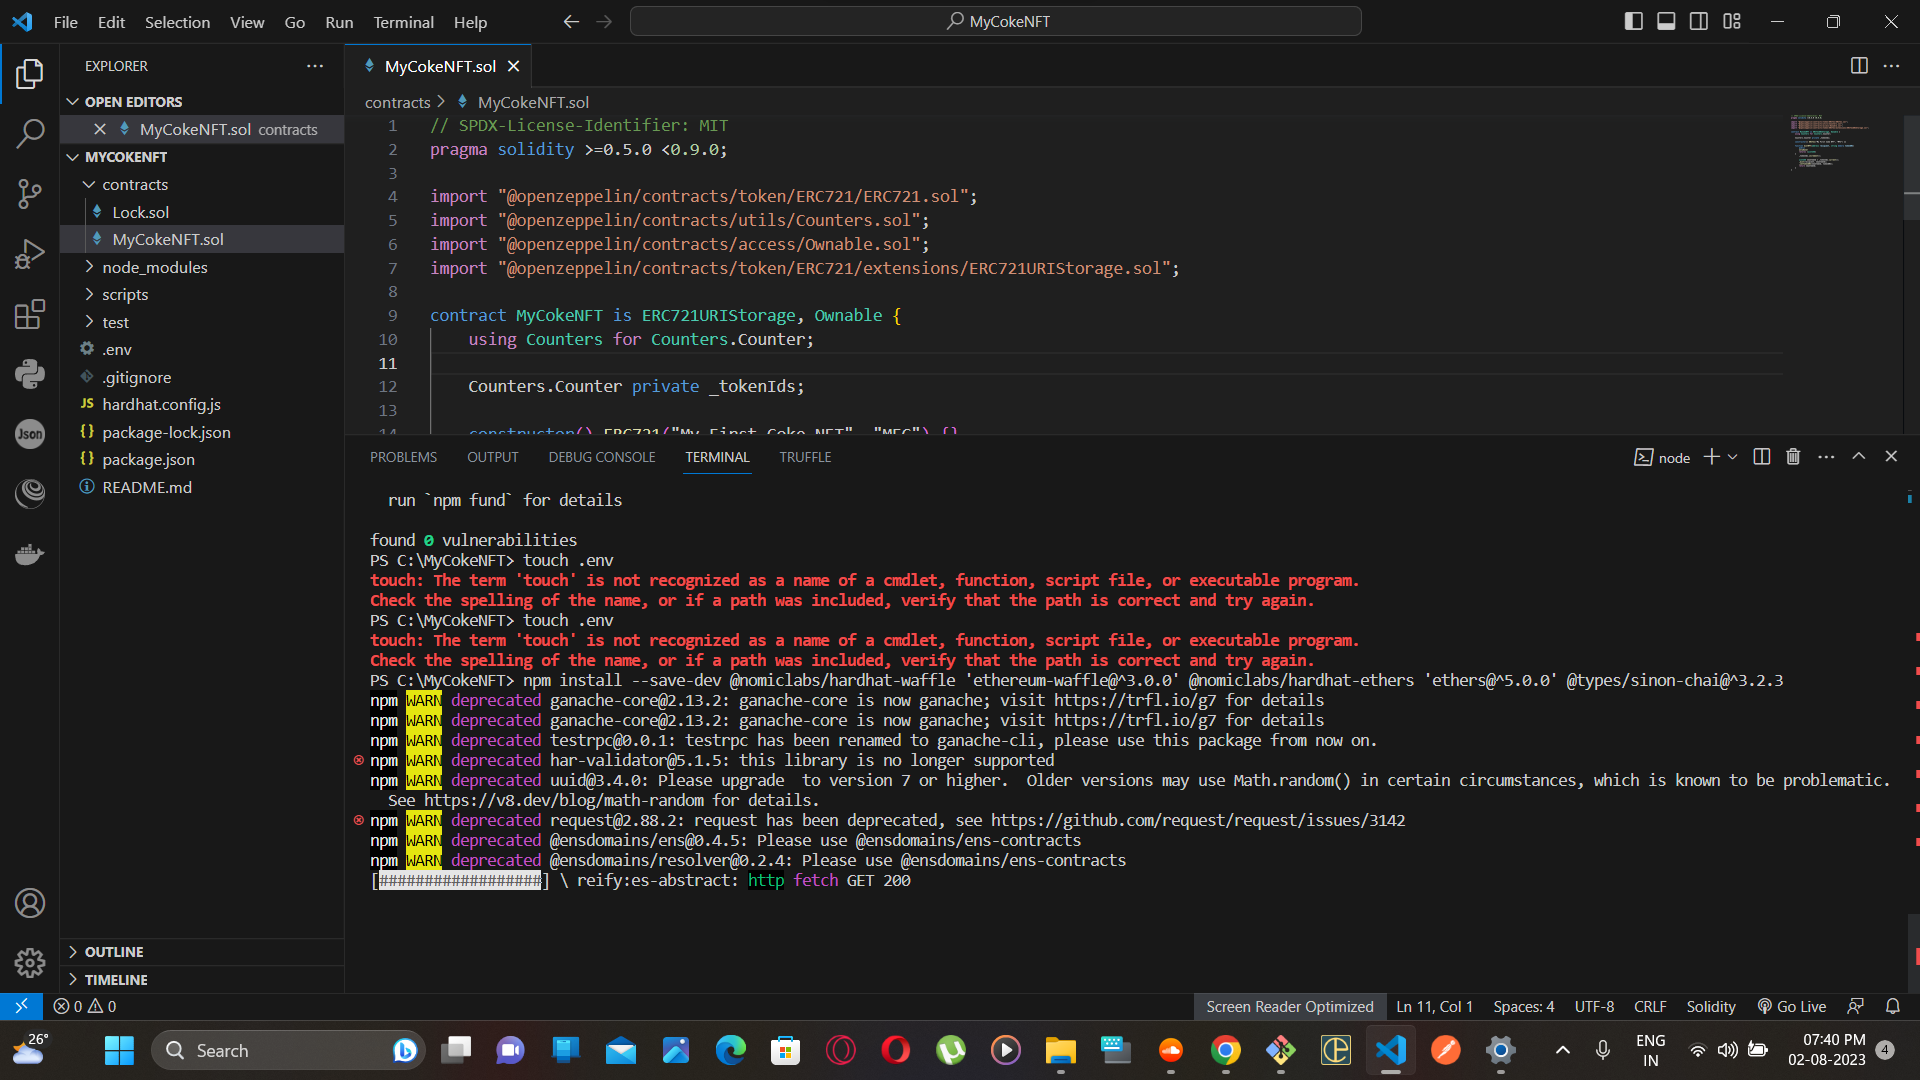 File Edit Selection View Go Run Terminal Help
MyCokeNFT
EXPLORER
OPEN EDITORS
MyCokeNFT.sol contracts
MYCOKENFT
contracts
Lock.sol
MyCokeNFT.sol
node_modules
scripts
test
.env
.gitignore
JS hardhat.config.js
{} package-lock.json
{} package.json
README.md
OUTLINE
TIMELINE
Json
MyCokeNFT.sol
contracts > MyCokeNFT.sol
1 // SPDX-License-Identifier: MIT
2 pragma solidity >=0.5.0 <0.9.0;
3
4 import "@openzeppelin/contracts/token/ERC721/ERC721.sol";
5 import "@openzeppelin/contracts/utils/Counters.sol";
6 import "@openzeppelin/contracts/access/Ownable.sol";
7 import "@openzeppelin/contracts/token/ERC721/extensions/ERC721URIStorage.sol";
8
9 contract MyCokeNFT is ERC721URIStorage, Ownable {
10 using Counters for Counters.Counter;
11
12 Counters.Counter private _tokenIds;
13
14 constructor() ERC721("My First Coke NFT", "MFC") {}
PROBLEMS OUTPUT DEBUG CONSOLE TERMINAL TRUFFLE
node
run `npm fund` for details
found 0 vulnerabilities
PS C:\MyCokeNFT> touch .env
touch: The term 'touch' is not recognized as a name of a cmdlet, function, script file, or executable program.
Check the spelling of the name, or if a path was included, verify that the path is correct and try again.
PS C:\MyCokeNFT> touch .env
touch: The term 'touch' is not recognized as a name of a cmdlet, function, script file, or executable program.
Check the spelling of the name, or if a path was included, verify that the path is correct and try again.
PS C:\MyCokeNFT> npm install --save-dev @nomiclabs/hardhat-waffle 'ethereum-waffle@^3.0.0' @nomiclabs/hardhat-ethers 'ethers@^5.0.0' @types/sinon-chai@^3.2.3
npm WARN deprecated ganache-core@2.13.2: ganache-core is now ganache; visit https://trfl.io/g7 for details
npm WARN deprecated ganache-core@2.13.2: ganache-core is now ganache; visit https://trfl.io/g7 for details
npm WARN deprecated testrpc@0.0.1: testrpc has been renamed to ganache-cli, please use this package from now on.
npm WARN deprecated har-validator@5.1.5: this library is no longer supported
npm WARN deprecated uuid@3.4.0: Please upgrade  to version 7 or higher.  Older versions may use Math.random() in certain circumstances, which is known to be problematic.
See https://v8.dev/blog/math-random for details.
npm WARN deprecated request@2.88.2: request has been deprecated, see https://github.com/request/request/issues/3142
npm WARN deprecated @ensdomains/ens@0.4.5: Please use @ensdomains/ens-contracts
npm WARN deprecated @ensdomains/resolver@0.2.4: Please use @ensdomains/ens-contracts
[##################] \ reify:es-abstract: http fetch GET 200
0 0 Screen Reader Optimized Ln 11, Col 1 Spaces: 4 UTF-8 CRLF Solidity Go Live
26° Search ENG
IN
07:40 PM
02-08-2023
4